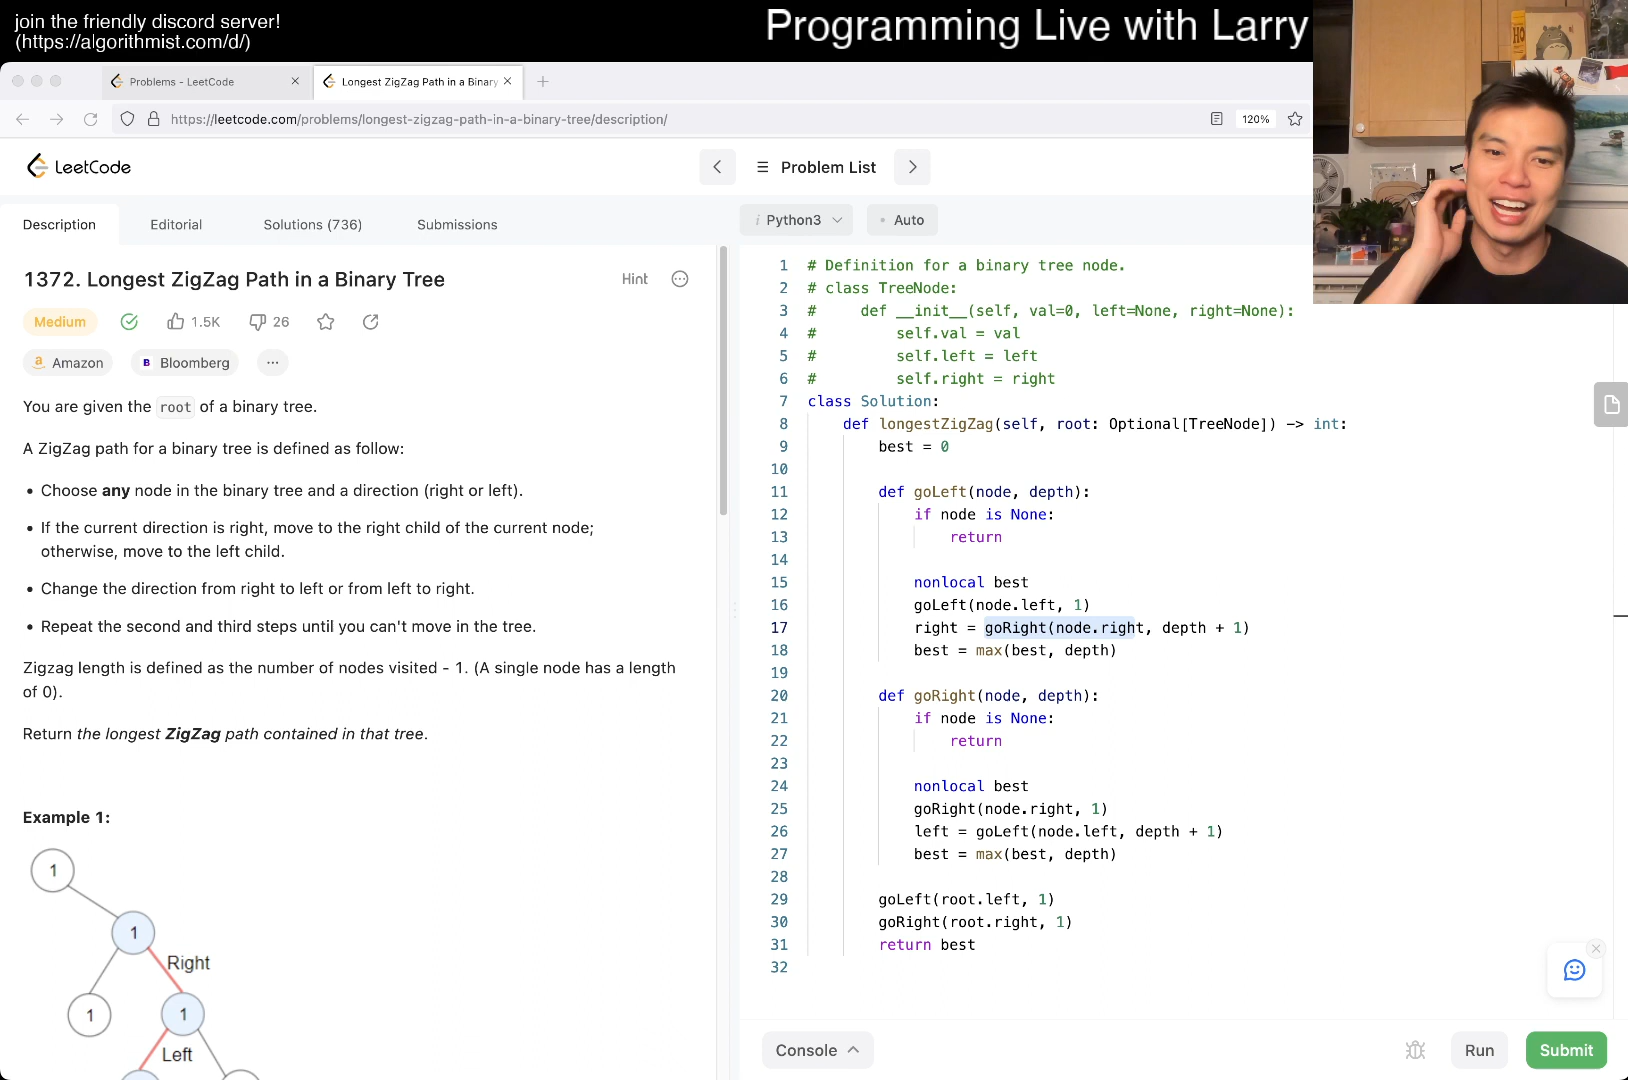 join the friendly discord server!
(https://algorithmist.com/d/)
Programming Live with Larry
Problems - LeetCode
Longest ZigZag Path in a Binary
https://leetcode.com/problems/longest-zigzag-path-in-a-binary-tree/description/
120%
LeetCode
Problem List
Description
Editorial
Solutions (736)
Submissions
i Python3
Auto
1372. Longest ZigZag Path in a Binary Tree
Hint
Medium
1.5K
26
a Amazon
B Bloomberg
...
You are given the root of a binary tree.
A ZigZag path for a binary tree is defined as follow:
• Choose any node in the binary tree and a direction (right or left).
• If the current direction is right, move to the right child of the current node;
otherwise, move to the left child.
• Change the direction from right to left or from left to right.
• Repeat the second and third steps until you can't move in the tree.
Zigzag length is defined as the number of nodes visited - 1. (A single node has a length
of 0).
Return the longest ZigZag path contained in that tree.
Example 1:
1
1
Right
1
1
Left
1 # Definition for a binary tree node.
2 # class TreeNode:
3 #     def __init__(self, val=0, left=None, right=None):
4 #         self.val = val
5 #         self.left = left
6 #         self.right = right
7 class Solution:
8     def longestZigZag(self, root: Optional[TreeNode]) -> int:
9         best = 0
10
11         def goLeft(node, depth):
12             if node is None:
13                 return
14
15             nonlocal best
16             goLeft(node.left, 1)
17             right = goRight(node.right, depth + 1)
18             best = max(best, depth)
19
20         def goRight(node, depth):
21             if node is None:
22                 return
23
24             nonlocal best
25             goRight(node.right, 1)
26             left = goLeft(node.left, depth + 1)
27             best = max(best, depth)
28
29         goLeft(root.left, 1)
30         goRight(root.right, 1)
31         return best
32
Console
Run
Submit
HO